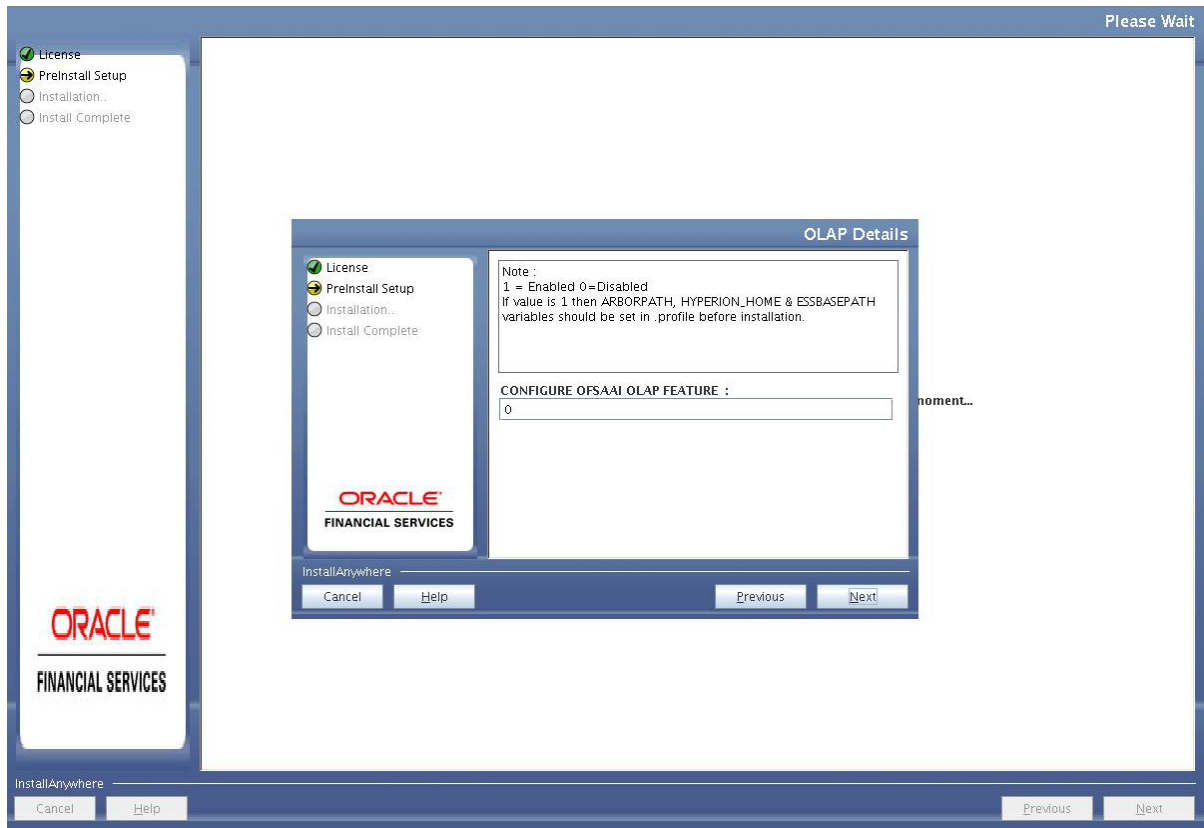 Please Wait
License
PreInstall Setup
Installation..
Install Complete
OLAP Details
License
PreInstall Setup
Installation..
Install Complete
Note :
1 = Enabled 0=Disabled
If value is 1 then ARBORPATH, HYPERION_HOME & ESSBASEPATH
variables should be set in .profile before installation.
CONFIGURE OFSAAI OLAP FEATURE :
0
ORACLE
FINANCIAL SERVICES
InstallAnywhere
Cancel
Help
Previous
Next
ORACLE
FINANCIAL SERVICES
InstallAnywhere
Cancel
Help
Previous
Next